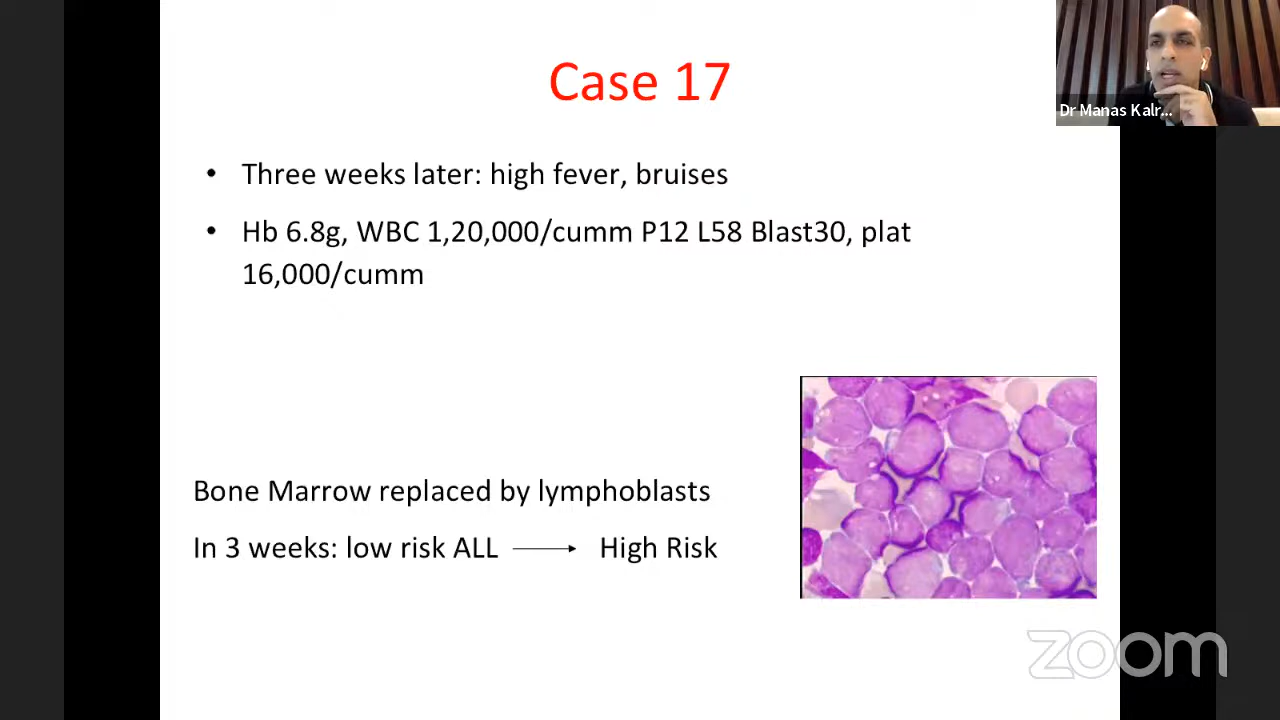 Case 17
Dr Manas Kalr...
• Three weeks later: high fever, bruises
• Hb 6.8g, WBC 1,20,000/cumm P12 L58 Blast30, plat
16,000/cumm
Bone Marrow replaced by lymphoblasts
In 3 weeks: low risk ALL → High Risk
zoom